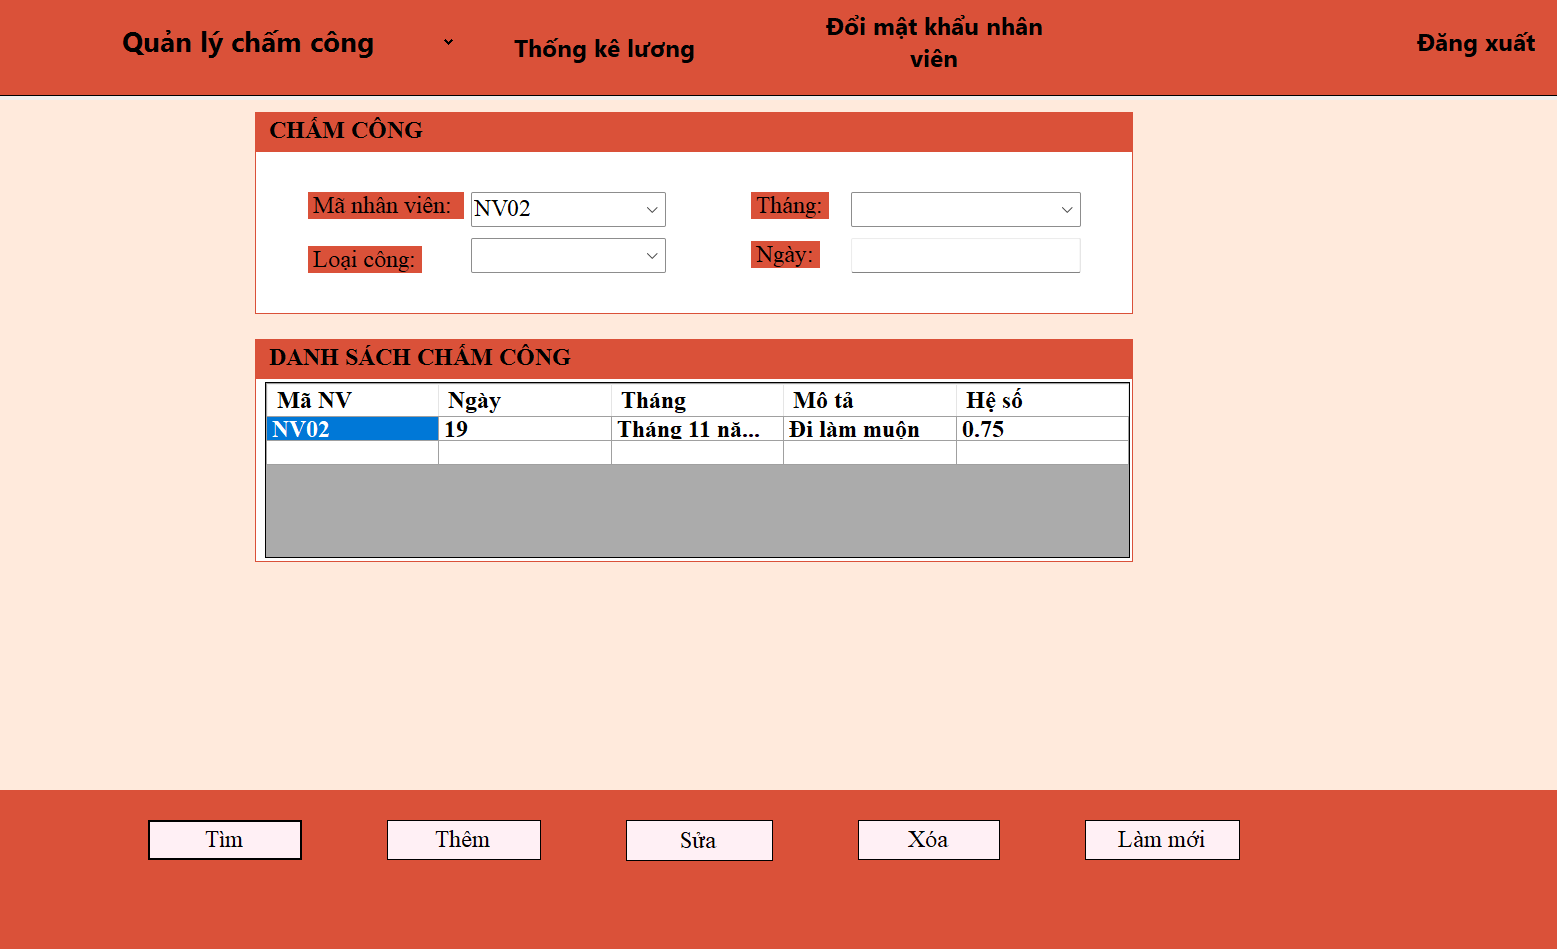 Quản lý chấm công
Thống kê lương
Đổi mật khẩu nhân
viên
Đăng xuất
CHẤM CÔNG
Mã nhân viên: NV02 Tháng:
Loại công: Ngày:
DANH SÁCH CHẤM CÔNG
Mã NV Ngày Tháng Mô tả Hệ số
NV02 19 Tháng 11 nă... Đi làm muộn 0.75
Tìm Thêm Sửa Xóa Làm mới